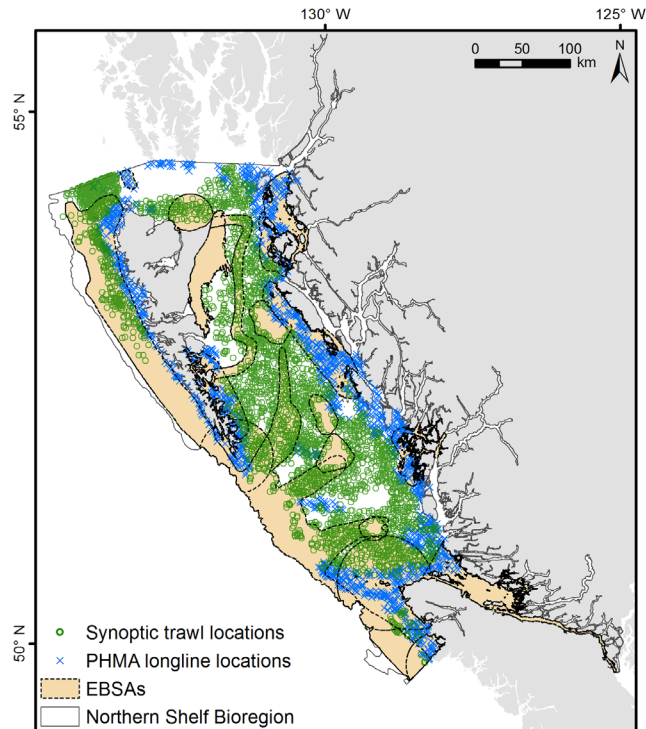 130° W
125° W
0 50 100
km
N
55° N
50° N
Synoptic trawl locations
PHMA longline locations
EBSAs
Northern Shelf Bioregion